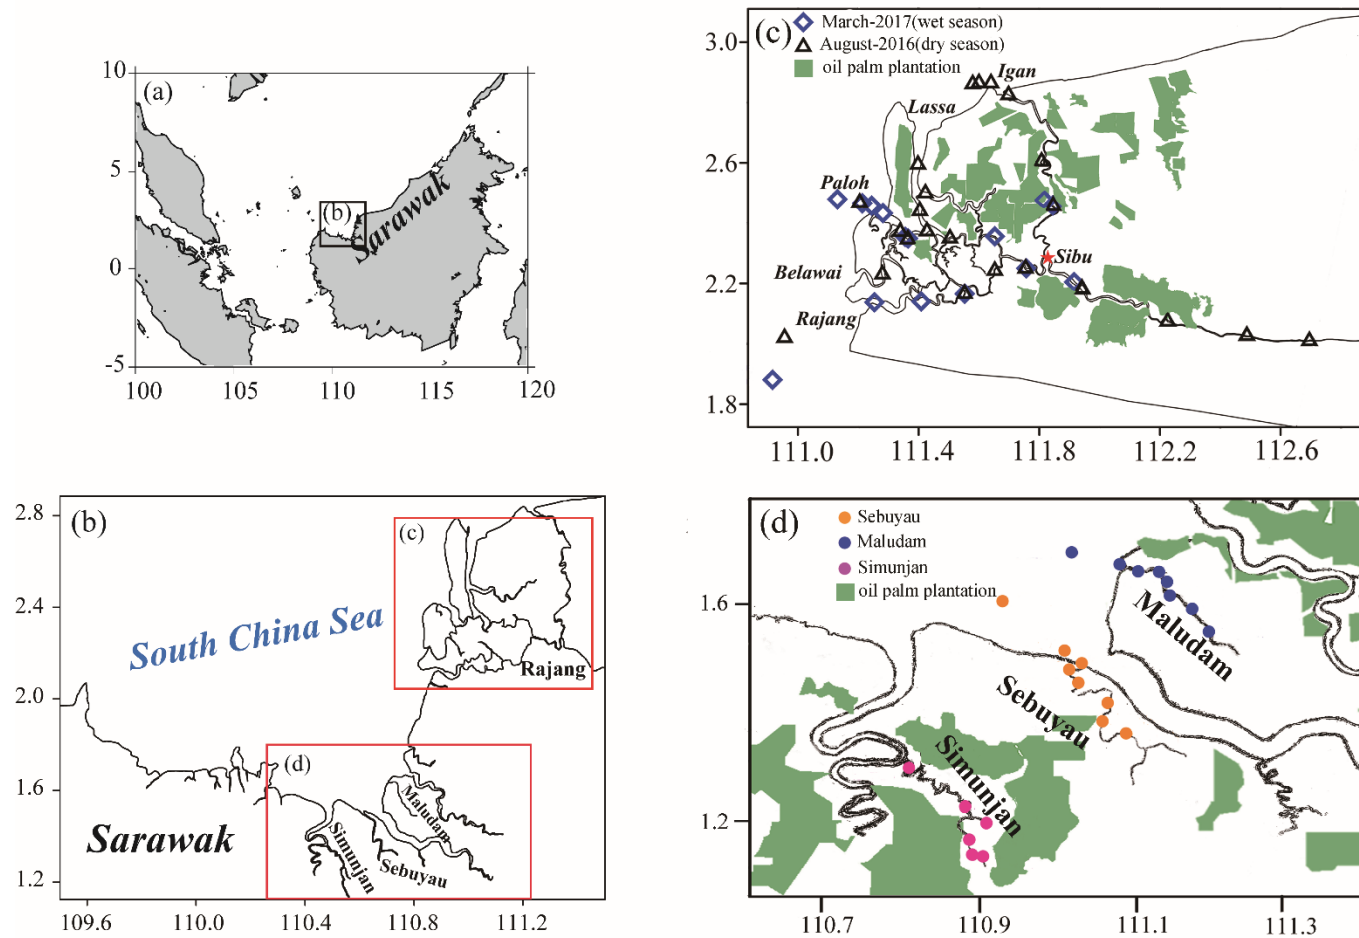 (a)
10
5
0
-5
100
105
110
115
120
(b)
Sarawak
(c)
March-2017(wet season)
August-2016(dry season)
oil palm plantation
3.0
2.6
2.2
1.8
111.0
111.4
111.8
112.2
112.6
Igan
Lassa
Paloh
Belawai
Rajang
Sibu
(b)
2.8
2.4
2.0
1.6
1.2
109.6
110.0
110.4
110.8
111.2
South China Sea
Sarawak
(c)
Rajang
(d)
Maludam
Simunjan
Sebuyau
(d)
Sebuyau
Maludam
Simunjan
oil palm plantation
1.6
1.2
110.7
110.9
111.1
111.3
Maludam
Sebuyau
Simunjan